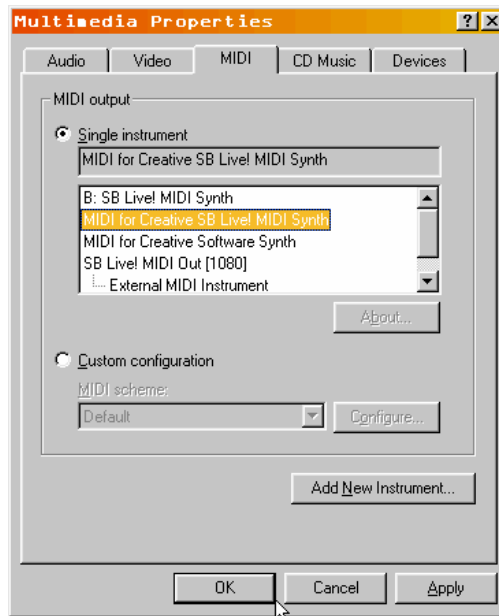 Multimedia Properties
Audio Video MIDI CD Music Devices
MIDI output
Single instrument
MIDI for Creative SB Live! MIDI Synth
B: SB Live! MIDI Synth
MIDI for Creative SB Live! MIDI Synth
MIDI for Creative Software Synth
SB Live! MIDI Out [1080]
External MIDI Instrument
About...
Custom configuration
MIDI scheme:
Default Configure...
Add New Instrument...
OK Cancel Apply